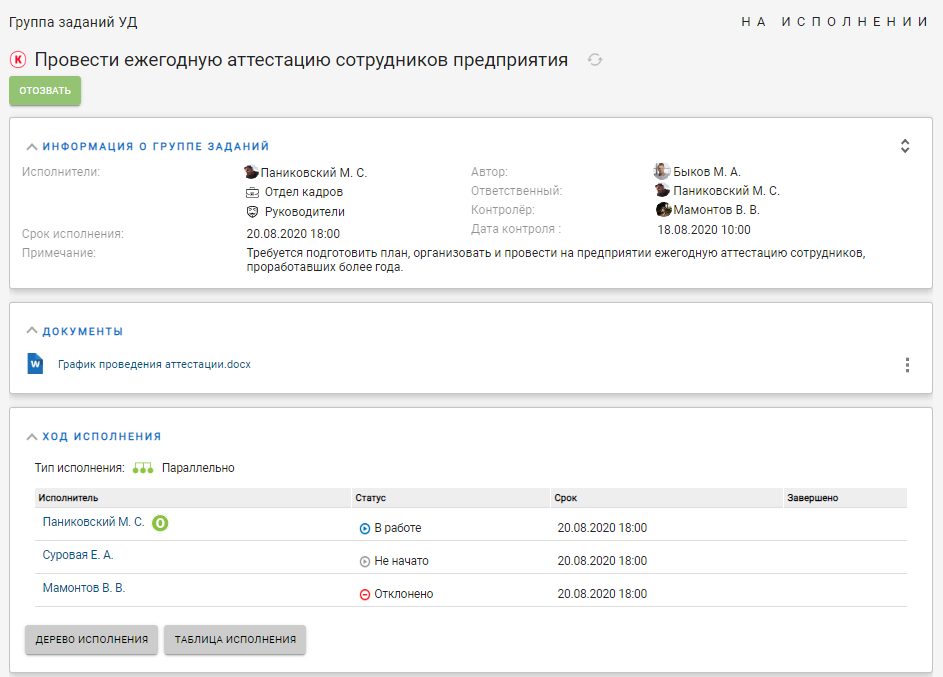 Группа заданий УД
НА ИСПОЛНЕНИИ
К Провести ежегодную аттестацию сотрудников предприятия
ОТОЗВАТЬ
ИНФОРМАЦИЯ О ГРУППЕ ЗАДАНИЙ
Исполнители: Паниковский М. С. Автор: Быков М. А.
Отдел кадров Ответственный: Паниковский М. С.
Руководители Контролёр: Мамонтов В. В.
Срок исполнения: 20.08.2020 18:00 Дата контроля : 18.08.2020 10:00
Примечание: Требуется подготовить план, организовать и провести на предприятии ежегодную аттестацию сотрудников,
проработавших более года.
ДОКУМЕНТЫ
W График проведения аттестации.docx
ХОД ИСПОЛНЕНИЯ
Тип исполнения: Параллельно
Исполнитель Статус Срок Завершено
Паниковский М. С. О В работе 20.08.2020 18:00
Суровая Е. А. Не начато 20.08.2020 18:00
Мамонтов В. В. Отклонено 20.08.2020 18:00
ДЕРЕВО ИСПОЛНЕНИЯ ТАБЛИЦА ИСПОЛНЕНИЯ